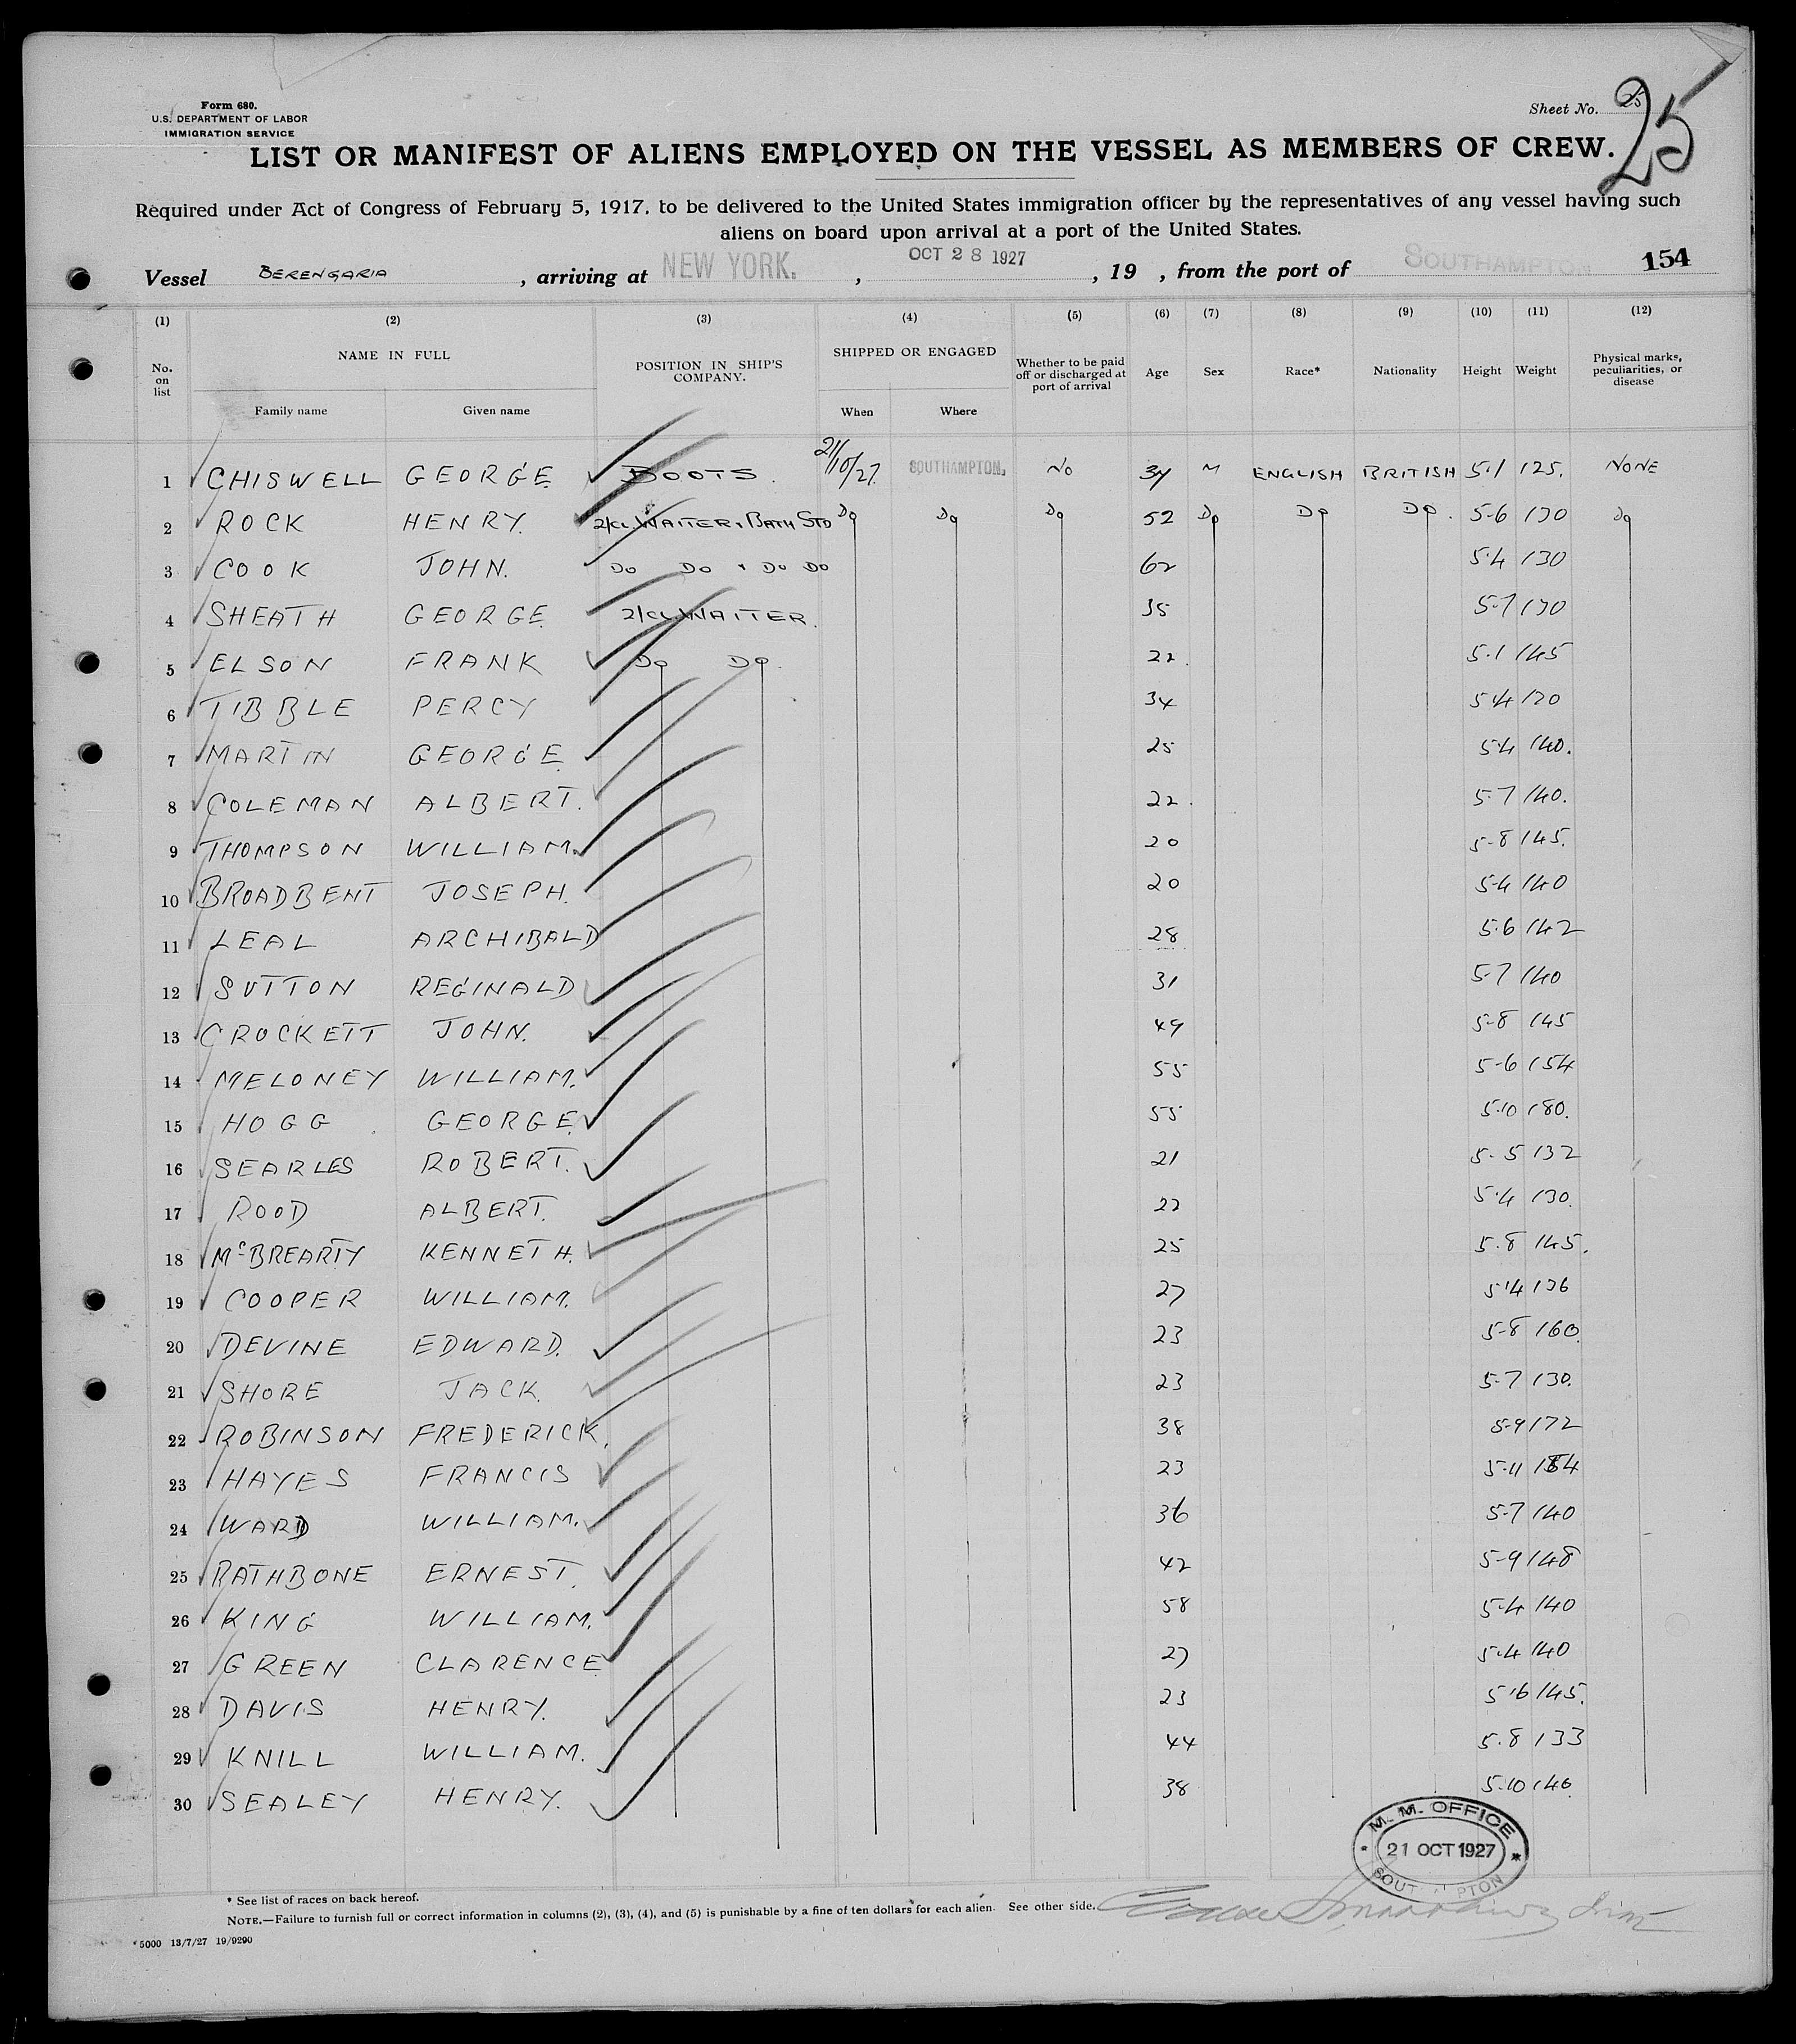 Form 680.
U.S. DEPARTMENT OF LABOR
IMMIGRATION SERVICE
Sheet No. 25
25
LIST OR MANIFEST OF ALIENS EMPLOYED ON THE VESSEL AS MEMBERS OF CREW.
Required under Act of Congress of February 5, 1917, to be delivered to the United States immigration officer by the representatives of any vessel having such
aliens on board upon arrival at a port of the United States.
Vessel BERENGARIA , arriving at NEW YORK. , OCT 28 1927 , 19 , from the port of SOUTHAMPTON 154
(1) (2) (3) (4) (5) (6) (7) (8) (9) (10) (11) (12)
No. on list NAME IN FULL Family name Given name POSITION IN SHIP'S COMPANY. SHIPPED OR ENGAGED When Where Whether to be paid off or discharged at port of arrival Age Sex Race* Nationality Height Weight Physical marks, peculiarities, or disease
1 CHISWELL GEORGE BOOTS. 21/10/27. SOUTHAMPTON. No 37 M ENGLISH BRITISH 5.1 125. NONE
2 ROCK HENRY. 2/CL WAITER & BATH STD Do Do Do 52 Do Do Do. 5-6 130 Do
3 COOK JOHN. Do Do " Do Do 62 5.4 130
4 SHEATH GEORGE. 2/CL WAITER. 35 5-7 130
5 ELSON FRANK Do Do. 22. 5.1 145
6 TIBBLE PERCY 34 5 4 120
7 MARTIN GEORGE. 25 5.4 140.
8 COLEMAN ALBERT. 22. 5.7 140.
9 THOMPSON WILLIAM. 20 5-8 145.
10 BROADBENT JOSEPH. 20 5.4 140
11 LEAL ARCHIBALD 28 5.6 142
12 SUTTON REGINALD 31 5-7 140
13 CROCKETT JOHN. 49 5-8 145
14 MELONEY WILLIAM. 55 5-6 154
15 HOGG GEORGE. 55 5.10 180.
16 SEARLES ROBERT. 21 5.5 132
17 ROOD ALBERT. 22 5.4 130.
18 McBREARTY KENNETH. 25 5.8 145.
19 COOPER WILLIAM. 27 5.4 136
20 DEVINE EDWARD. 23 5-8 160.
21 SHORE JACK. 23 5-7 130.
22 ROBINSON FREDERICK. 38 5-9 172
23 HAYES FRANCIS 23 5.11 154
24 WARD WILLIAM. 36 5-7 140
25 RATHBONE ERNEST. 42 5-9 148
26 KING WILLIAM. 58 5.4 140
27 GREEN CLARENCE 27 5.4 140
28 DAVIS HENRY. 23 5.6 145.
29 KNILL WILLIAM. 44 5.8 133
30 SEALEY HENRY. 38 5.10 146.
M. M. OFFICE
21 OCT 1927
* See list of races on back hereof.
NOTE.—Failure to furnish full or correct information in columns (2), (3), (4), and (5) is punishable by a fine of ten dollars for each alien. See other side.
*5000 13/7/27 19/9290